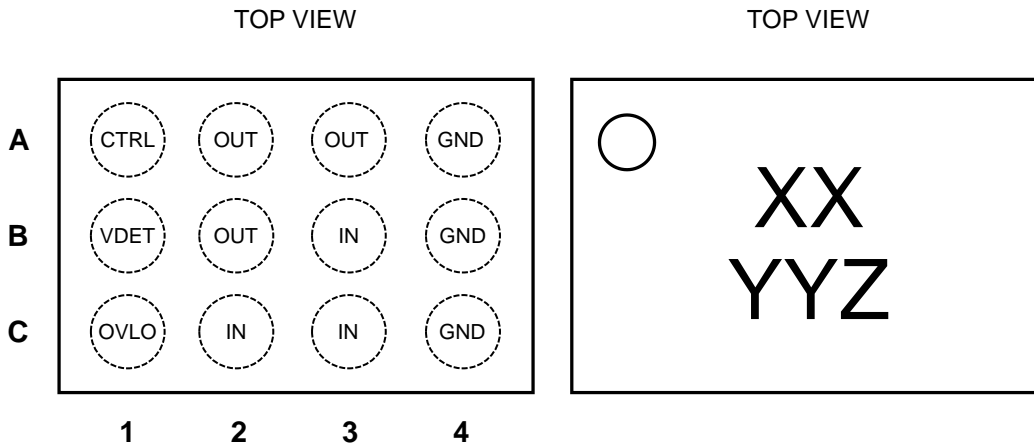 TOP VIEW TOP VIEW
A CTRL OUT OUT GND
XX
B VDET OUT IN GND
YYZ
C OVLO IN IN GND
1 2 3 4